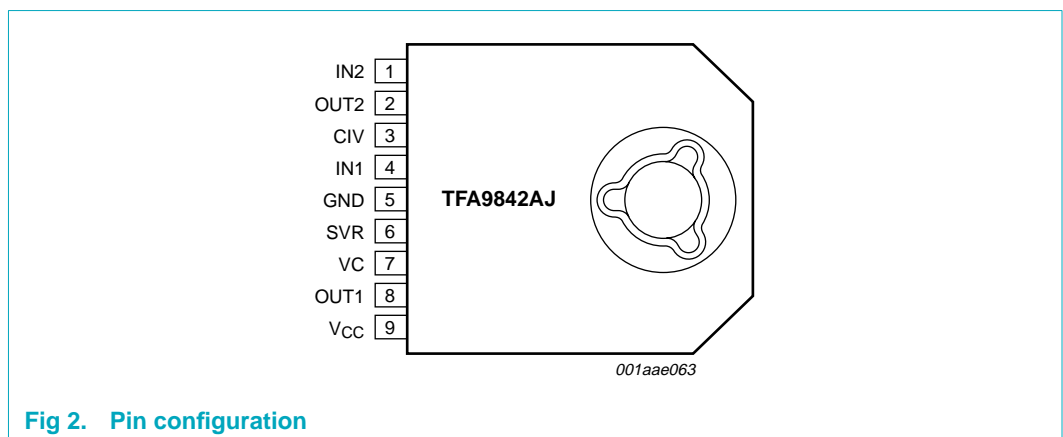 IN2 1
OUT2 2
CIV 3
IN1 4
GND 5
TFA9842AJ
SVR 6
VC 7
OUT1 8
VCC 9
001aae063
Fig 2. Pin configuration